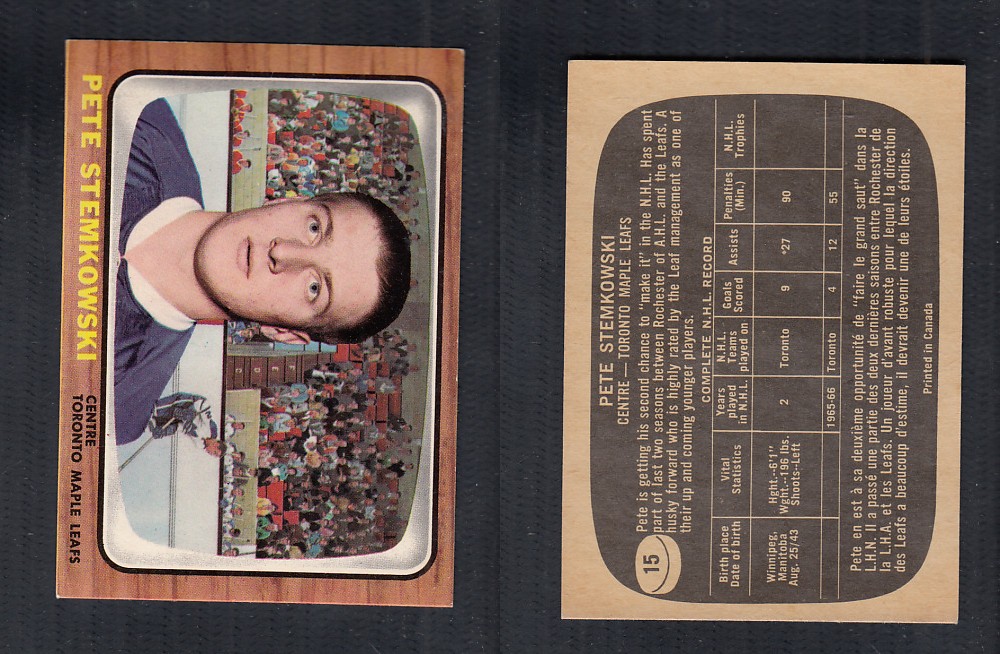 PETE STEMKOWSKI
CENTRE
TORONTO MAPLE LEAFS
15
PETE STEMKOWSKI
CENTRE — TORONTO MAPLE LEAFS
Pete is getting his second chance to "make it" in the N.H.L. Has spent
part of last two seasons between Rochester of A.H.L. and the Leafs. A
husky forward who is highly rated by the Leaf management as one of
their up and coming younger players.
COMPLETE N.H.L. RECORD
Birth place
Date of birth
Vital
Statistics
Years
played
in N.H.L.
N.H.L.
Teams
played on
Goals
Scored
Assists
Penalties
(Min.)
N.H.L.
Trophies
Winnipeg,
Manitoba
Aug. 25/43
Hght.--6'1"
Wght.--196 lbs.
Shoots--Left
2
Toronto
9
*27
90
1965-66
Toronto
4
12
55
Pete en est à sa deuxième opportunité de "faire le grand saut" dans la
L.H.N. Il a passé une partie des deux dernières saisons entre Rochester de
la L.H.A. et les Leafs. Un joueur d'avant robuste pour lequel la direction
des Leafs a beaucoup d'estime, il devrait devenir une de leurs étoiles.
Printed in Canada